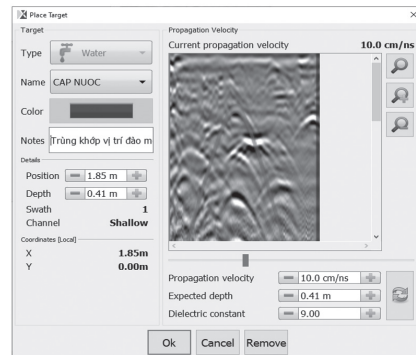 Place Target
Target
Type Water
Name CAP NUOC
Color
Notes Trùng khớp vị trí đào m
Details
Position 1.85 m
Depth 0.41 m
Swath 1
Channel Shallow
Coordinates [Local]
X 1.85m
Y 0.00m
Propagation Velocity
Current propagation velocity 10.0 cm/ns
Propagation velocity 10.0 cm/ns
Expected depth 0.41 m
Dielectric constant 9.00
Ok Cancel Remove